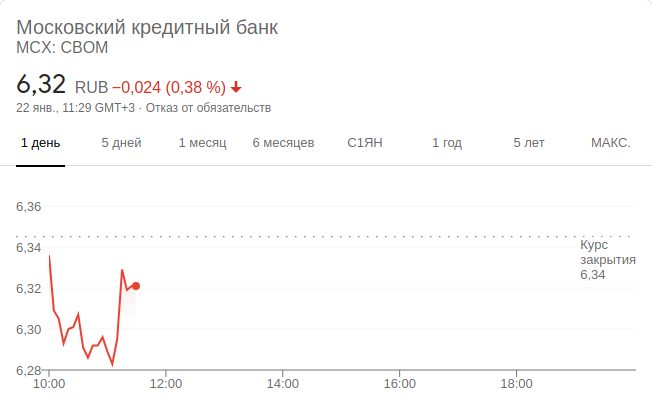 Московский кредитный банк
MCX: CBOM
6,32 RUB −0,024 (0,38 %)
22 янв., 11:29 GMT+3 · Отказ от обязательств
1 день 5 дней 1 месяц 6 месяцев С1ЯН 1 год 5 лет МАКС.
6,36
6,34
6,32
6,30
6,28
Курс
закрытия
6,34
10:00 12:00 14:00 16:00 18:00